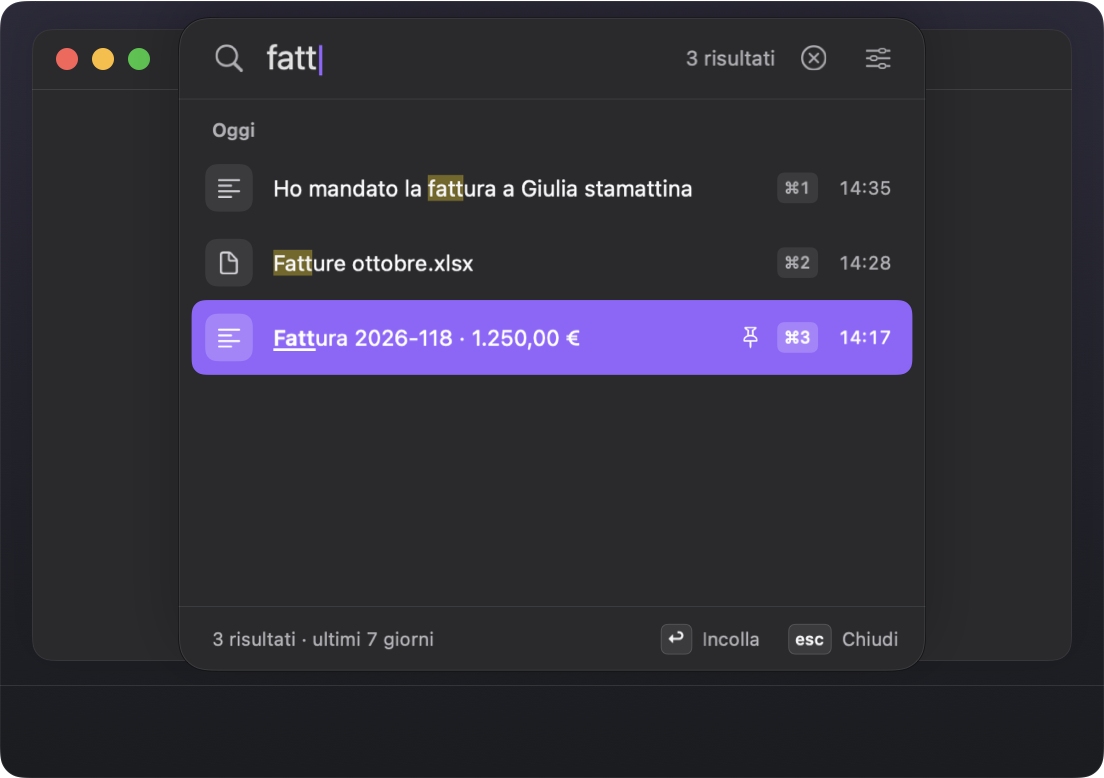 fatt 3 risultati
Oggi
Ho mandato la fattura a Giulia stamattina ⌘1 14:35
Fatture ottobre.xlsx ⌘2 14:28
Fattura 2026-118 · 1.250,00 € ⌘3 14:17
3 risultati · ultimi 7 giorni ↩ Incolla esc Chiudi